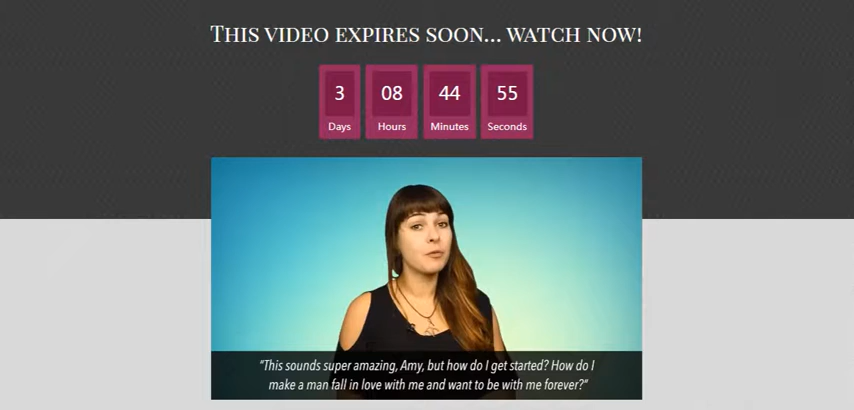 THIS VIDEO EXPIRES SOON... WATCH NOW!
3 08 44 55
Days Hours Minutes Seconds
“This sounds super amazing, Amy, but how do I get started? How do I
make a man fall in love with me and want to be with me forever?”